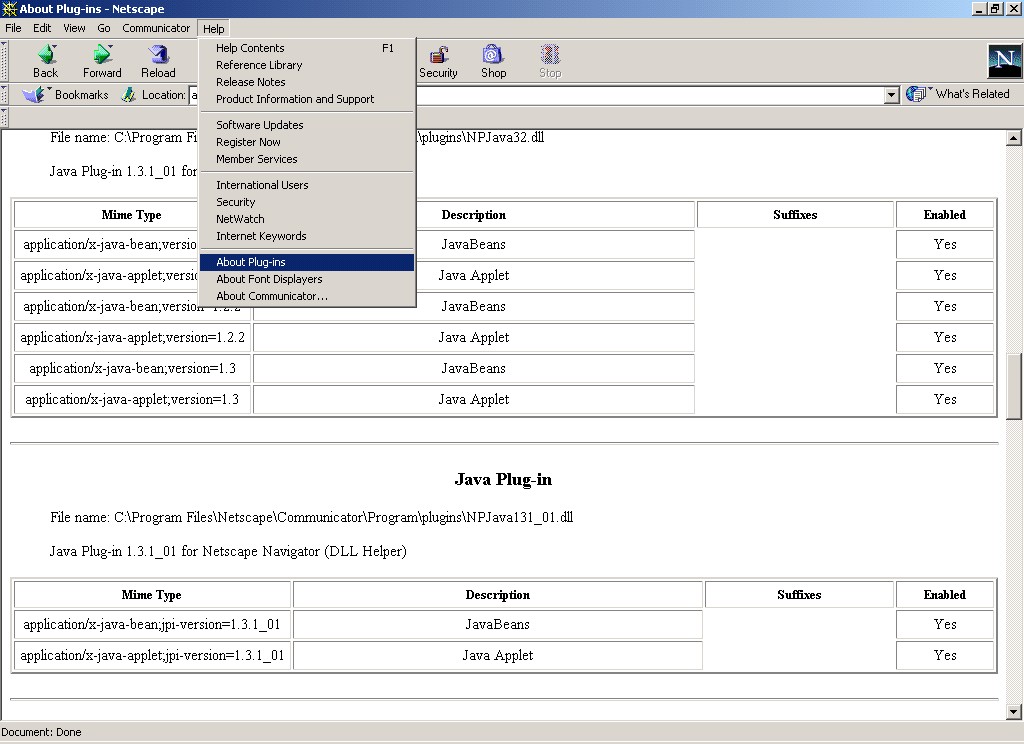 About Plug-ins - Netscape
File Edit View Go Communicator Help
Back Forward Reload Security Shop Stop
N
Bookmarks Location: a What's Related
Help Contents F1
Reference Library
Release Notes
Product Information and Support
Software Updates
Register Now
Member Services
International Users
Security
NetWatch
Internet Keywords
About Plug-ins
About Font Displayers
About Communicator...
File name: C:\Program Fi \plugins\NPJava32.dll
Java Plug-in 1.3.1_01 for
Mime Type Description Suffixes Enabled
application/x-java-bean;versio JavaBeans Yes
application/x-java-applet;versi Java Applet Yes
application/x-java-bean;version=1.2.2 JavaBeans Yes
application/x-java-applet;version=1.2.2 Java Applet Yes
application/x-java-bean;version=1.3 JavaBeans Yes
application/x-java-applet;version=1.3 Java Applet Yes
Java Plug-in
File name: C:\Program Files\Netscape\Communicator\Program\plugins\NPJava131_01.dll
Java Plug-in 1.3.1_01 for Netscape Navigator (DLL Helper)
Mime Type Description Suffixes Enabled
application/x-java-bean;jpi-version=1.3.1_01 JavaBeans Yes
application/x-java-applet;jpi-version=1.3.1_01 Java Applet Yes
Document: Done